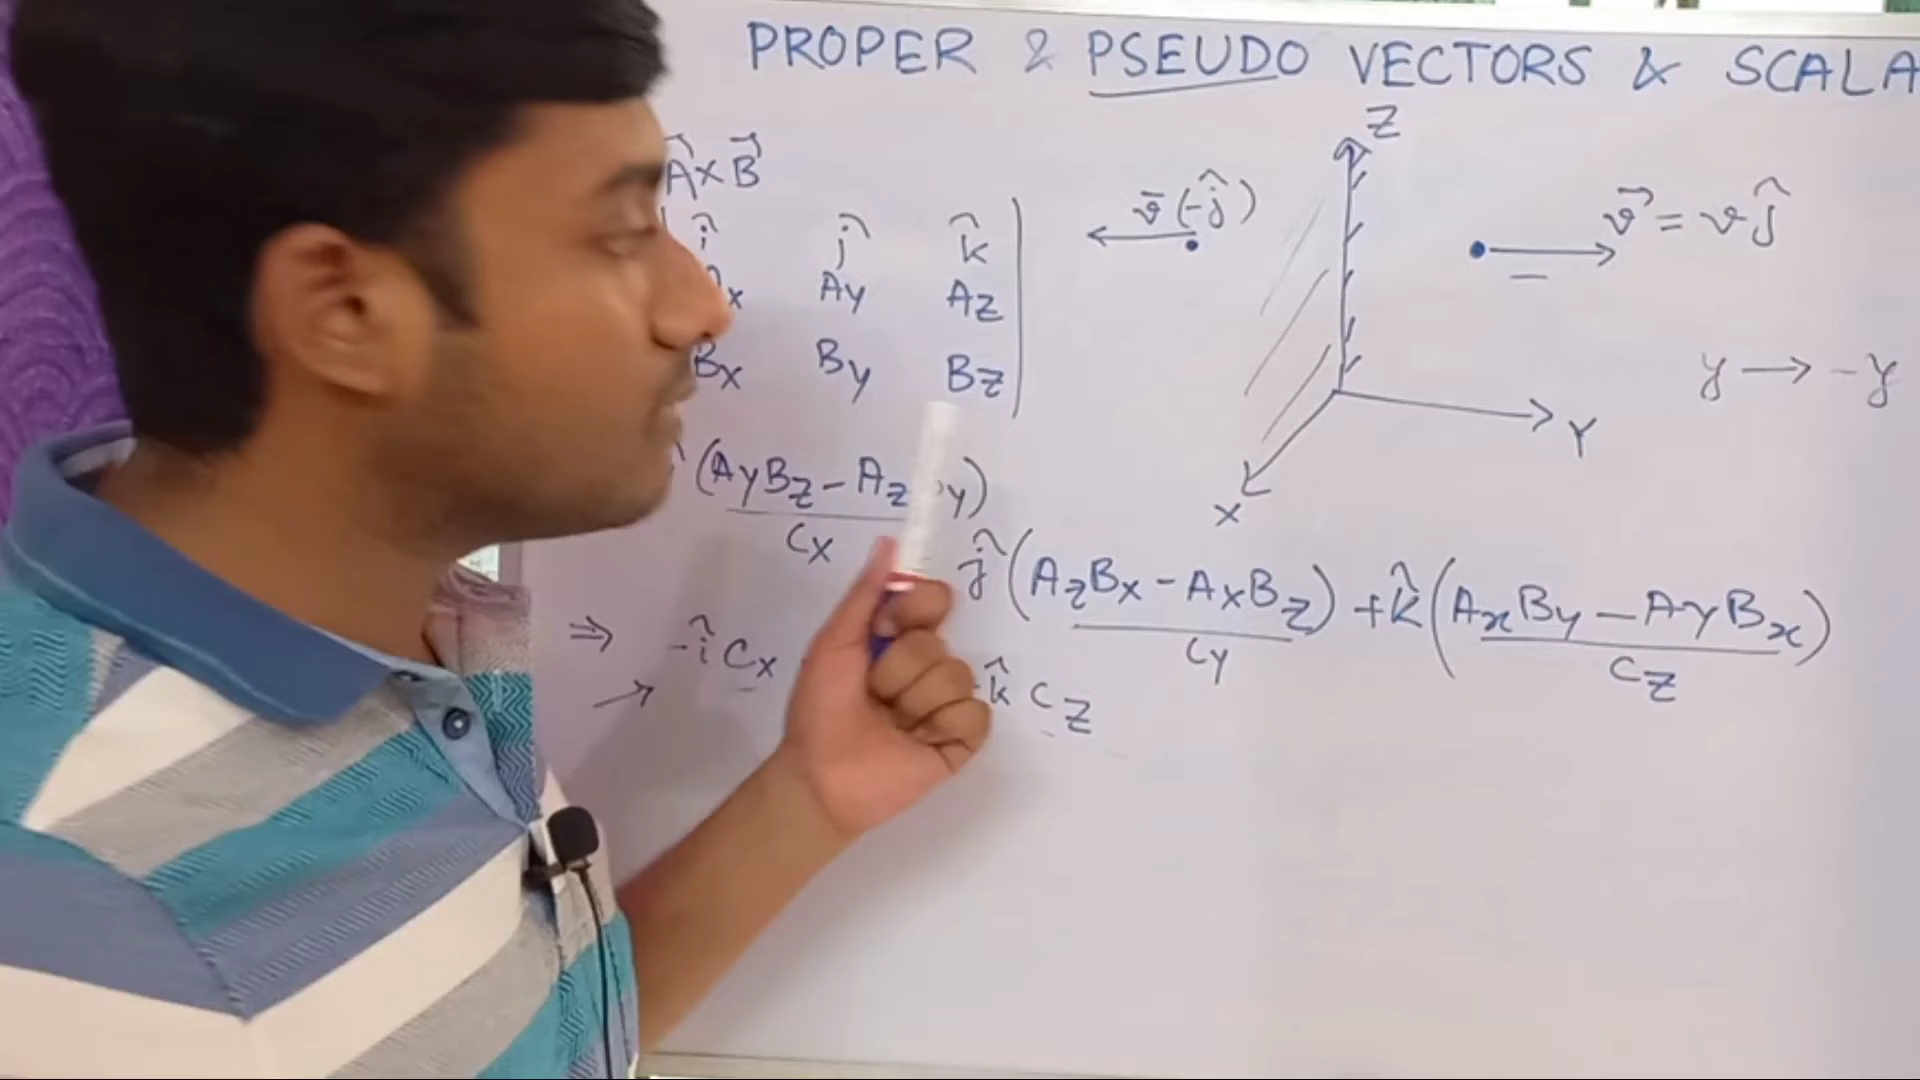 PROPER & PSEUDO VECTORS & SCALA
Z
A⃗ × B⃗
v⃗ (-ĵ)
v⃗ = v ĵ
î ĵ k̂
x Ay Az
Bx By Bz
y → -y
Y
X
(AyBz - Az y)
Cx
ĵ (AzBx - AxBz) + k̂ (AxBy - AyBx)
Cy Cz
⇒ -î Cx
→ k̂ Cz